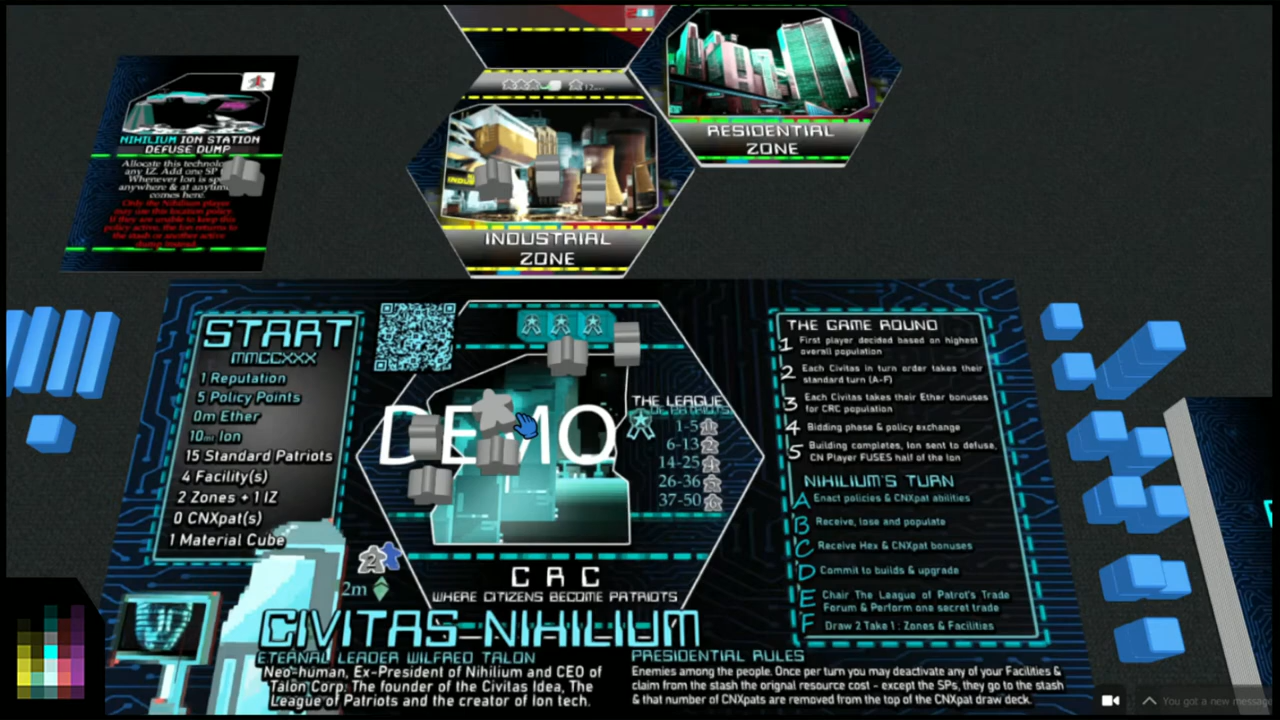 NIHILIUM ION STATION
DEFUSE DUMP
Allocate this technology
any IZ. Add one SP
Whenever Ion is
anywhere & at anytime
comes here.
Only the Nihilium player
may use this location policy.
If they are unable to keep this
policy active, the Ion returns to
the stash or another active
dump instead.
RESIDENTIAL
ZONE
INDUSTRIAL
ZONE
START
MMCCXXX
1 Reputation
5 Policy Points
0m Ether
10m Ion
15 Standard Patriots
4 Facility(s)
2 Zones + 1 IZ
0 CNXpat(s)
1 Material Cube
DEMO
THE LEAGUE
OF PATRIOTS
1-5
6-13
14-25
26-36
37-50
2
2m
C R C
WHERE CITIZENS BECOME PATRIOTS
THE GAME ROUND
1 First player decided based on highest
overall population
2 Each Civitas in turn order takes their
standard turn (A-F)
3 Each Civitas takes their Ether bonuses
for CRC population
4 Bidding phase & policy exchange
5 Building completes, Ion sent to defuse,
CN Player FUSES half of the Ion
NIHILIUM'S TURN
A Enact policies & CNXpat abilities
B Receive, lose and populate
C Receive Hex & CNXpat bonuses
D Commit to builds & upgrade
E Chair The League of Patriot's Trade
Forum & Perform one secret trade
F Draw 2 Take 1 : Zones & Facilities
CIVITAS-NIHILIUM
ETERNAL LEADER WILFRED TALON
Neo-human, Ex-President of Nihilium and CEO of
Talon Corp. The founder of the Civilas Idea, The
League of Patriots and the creator of Ion tech.
PRESIDENTIAL RULES
Enemies among the people. Once per turn you may deactivate any of your Facilities &
claim from the stash the orignal resource cost - except the SPs, they go to the stash
& that number of CNXpats are removed from the top of the CNXpat draw deck.
You got a new message